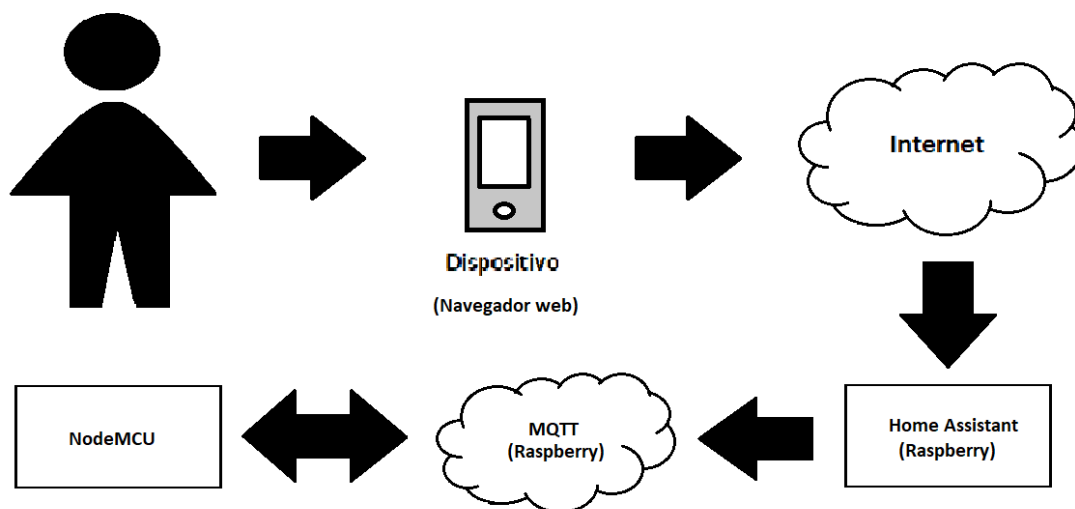 Internet
Dispositivo
(Navegador web)
NodeMCU
MQTT
(Raspberry)
Home Assistant
(Raspberry)